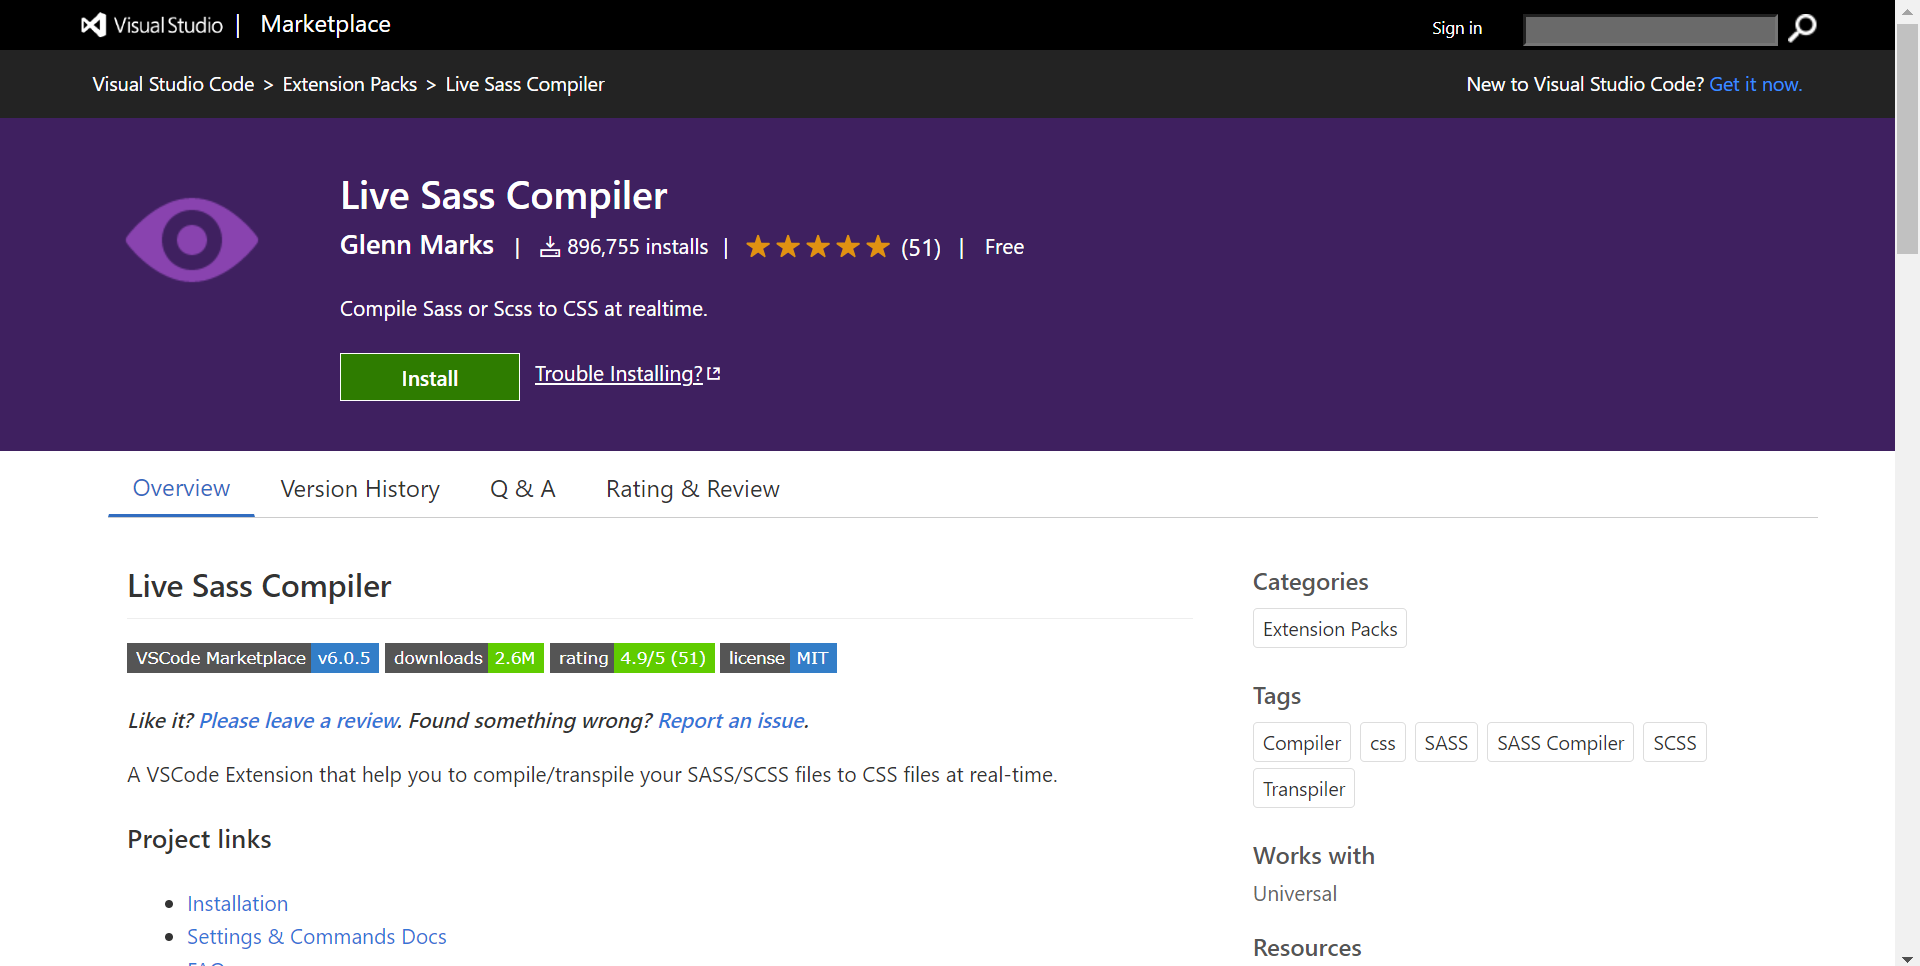 Visual Studio | Marketplace
Sign in
Visual Studio Code > Extension Packs > Live Sass Compiler
New to Visual Studio Code? Get it now.
Live Sass Compiler
Glenn Marks | 896,755 installs | (51) | Free
Compile Sass or Scss to CSS at realtime.
Install
Trouble Installing?
Overview
Version History
Q & A
Rating & Review
Live Sass Compiler
VSCode Marketplace v6.0.5 downloads 2.6M rating 4.9/5 (51) license MIT
Like it? Please leave a review. Found something wrong? Report an issue.
A VSCode Extension that help you to compile/transpile your SASS/SCSS files to CSS files at real-time.
Project links
Installation
Settings & Commands Docs
FAQ
Categories
Extension Packs
Tags
Compiler css SASS SASS Compiler SCSS
Transpiler
Works with
Universal
Resources